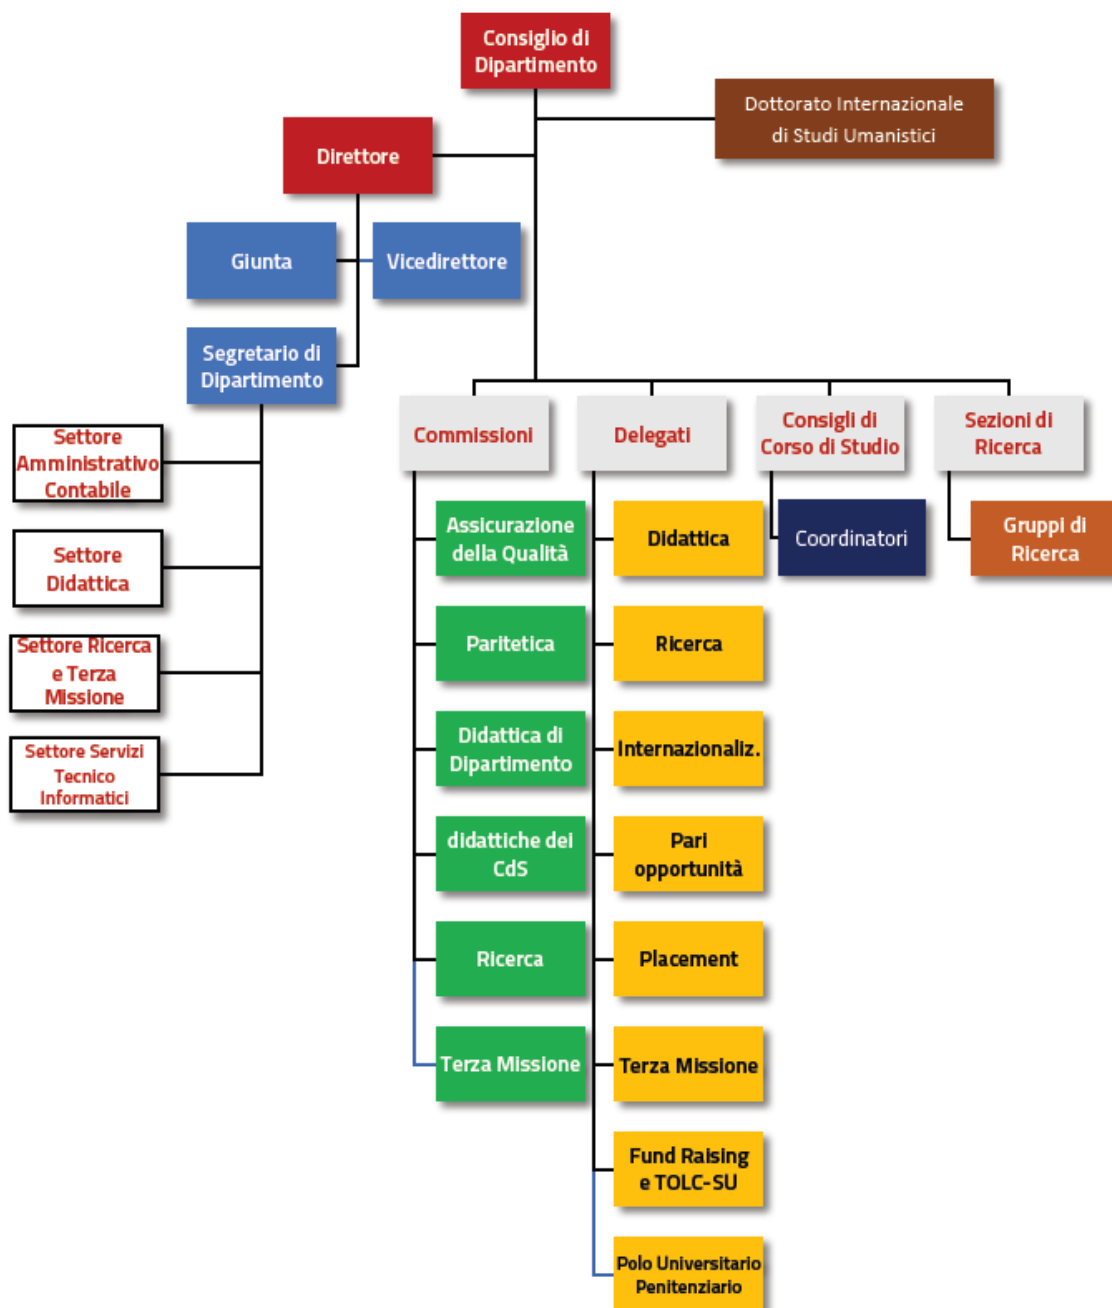 Consiglio di
Dipartimento
Dottorato Internazionale
di Studi Umanistici
Direttore
Giunta
Vicedirettore
Segretario di
Dipartimento
Settore
Amministrativo
Contabile
Settore
Didattica
Settore Ricerca
e Terza
Missione
Settore Servizi
Tecnico
Informatici
Commissioni
Assicurazione
della Qualità
Paritetica
Didattica di
Dipartimento
didattiche dei
CdS
Ricerca
Terza Missione
Delegati
Didattica
Ricerca
Internazionaliz.
Pari
opportunità
Placement
Terza Missione
Fund Raising
e TOLC-SU
Polo Universitario
Penitenziario
Consigli di
Corso di Studio
Coordinatori
Sezioni di
Ricerca
Gruppi di
Ricerca